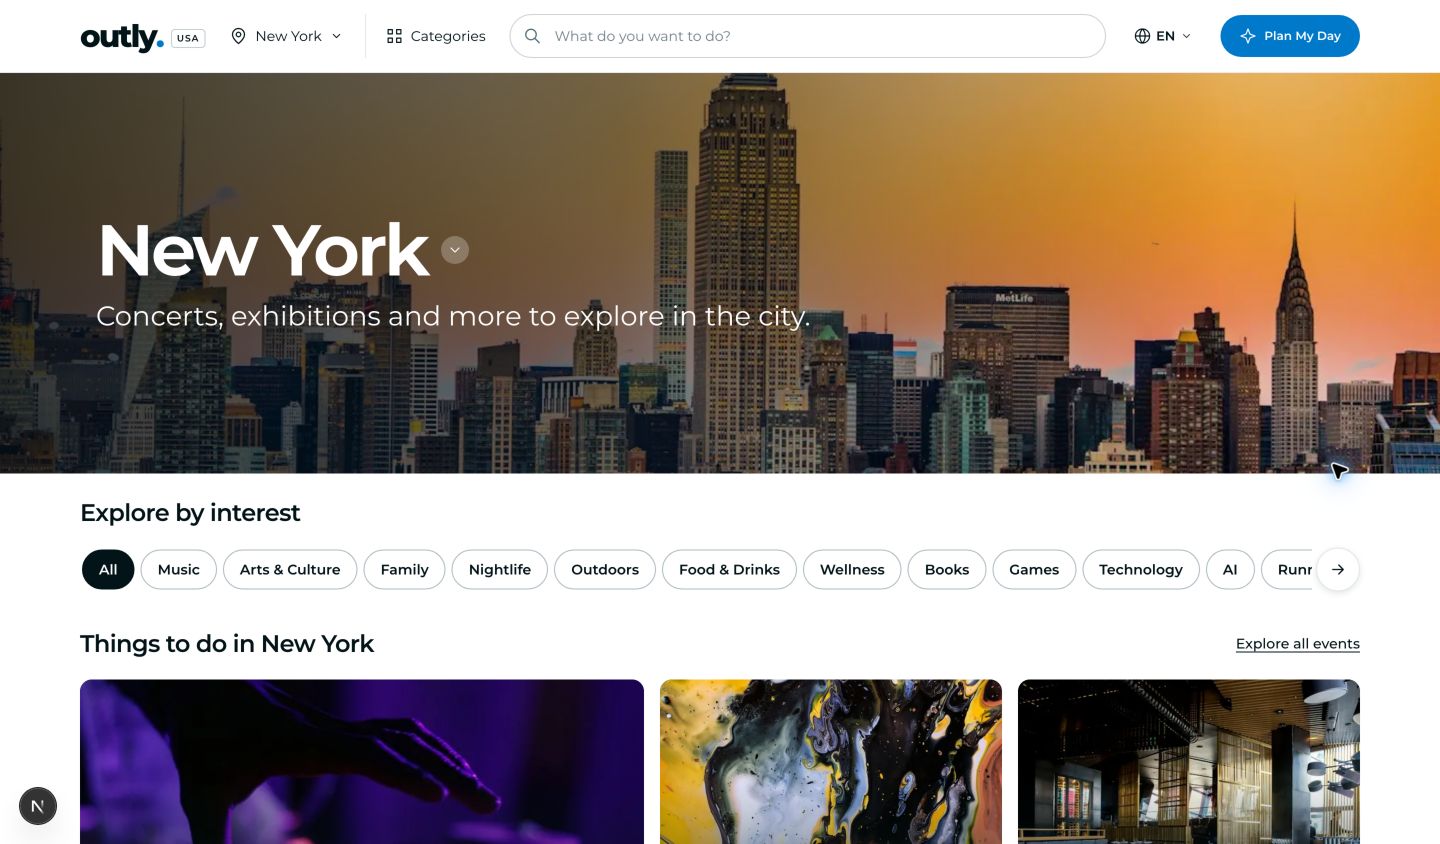 outly. USA
New York
Categories
What do you want to do?
EN
Plan My Day
New York
Concerts, exhibitions and more to explore in the city.
MetLife
Explore by interest
All
Music
Arts & Culture
Family
Nightlife
Outdoors
Food & Drinks
Wellness
Books
Games
Technology
AI
Things to do in New York
Explore all events
N